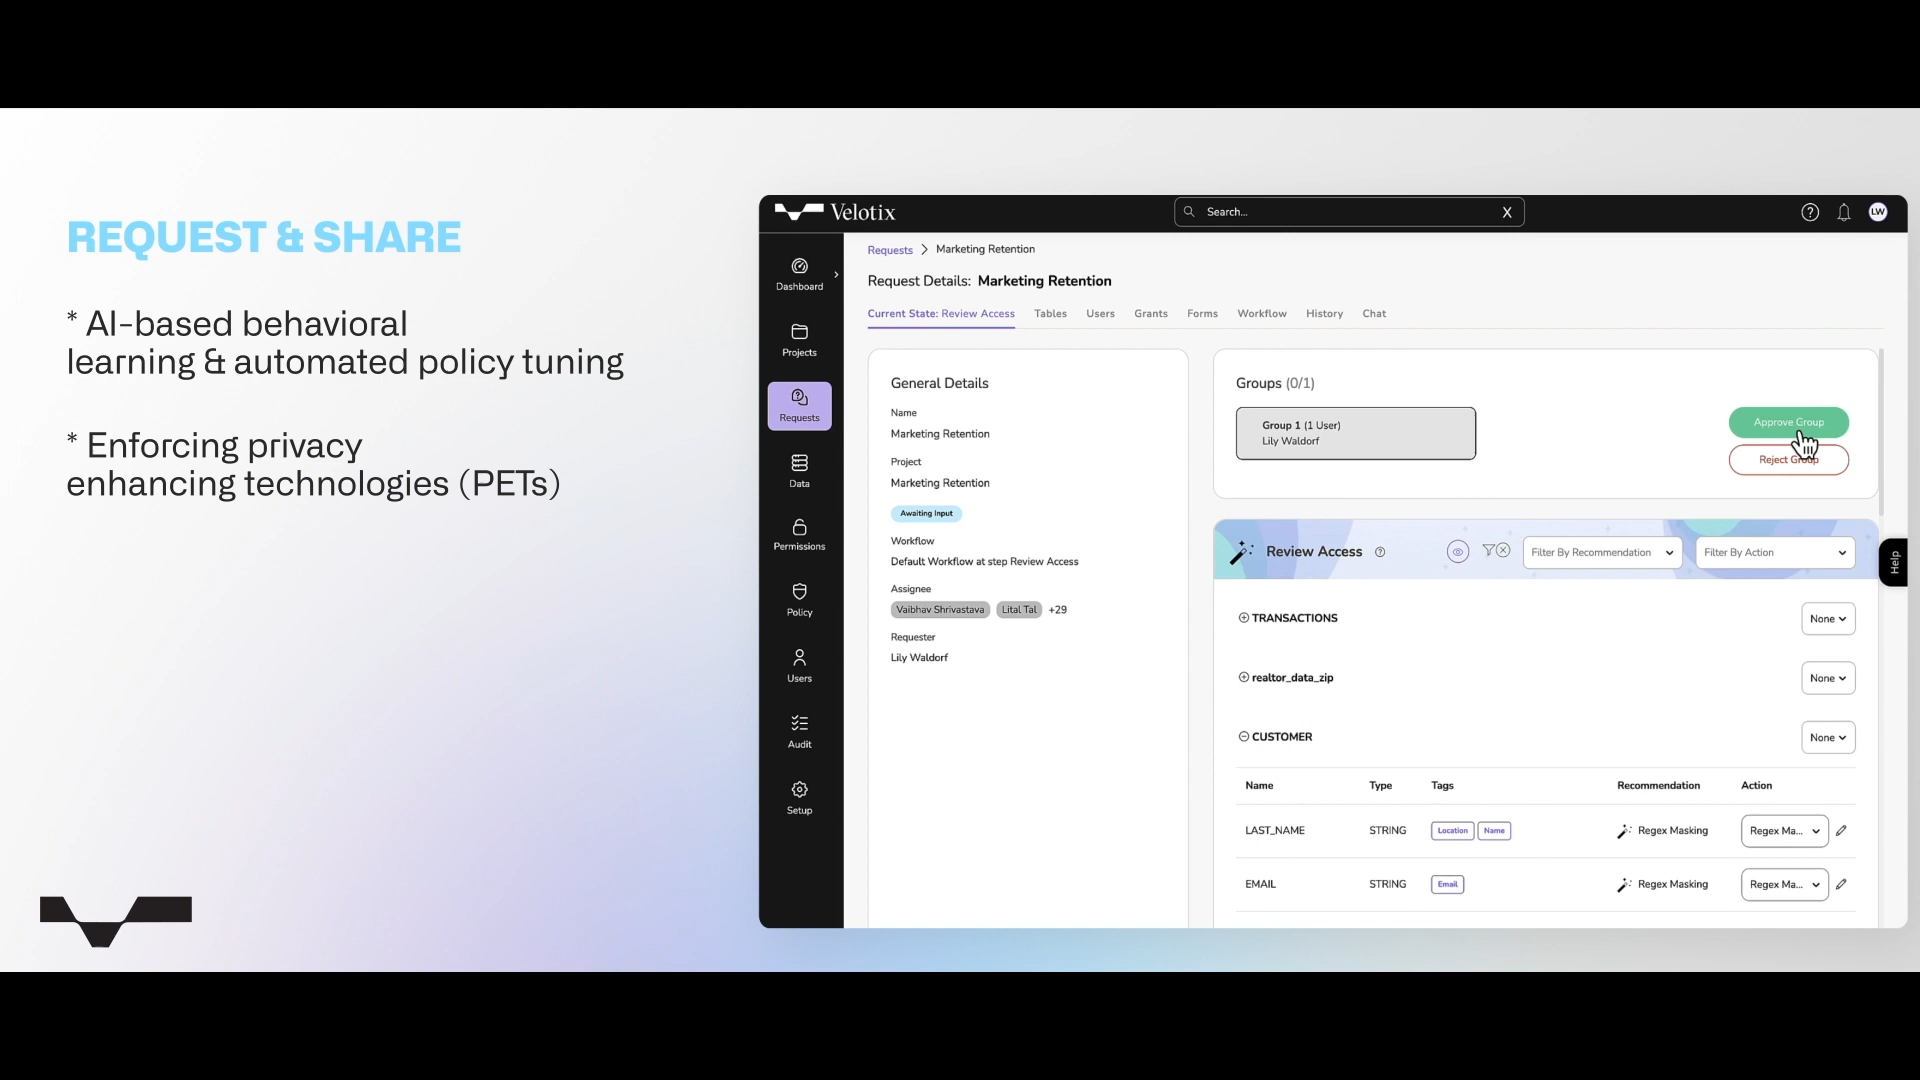 REQUEST & SHARE
* AI-based behavioral
learning & automated policy tuning
* Enforcing privacy
enhancing technologies (PETs)
Velotix
Search...
X
?
LW
Dashboard
Projects
Requests
Data
Permissions
Policy
Users
Audit
Setup
Requests > Marketing Retention
Request Details: Marketing Retention
Current State: Review Access
Tables
Users
Grants
Forms
Workflow
History
Chat
General Details
Name
Marketing Retention
Project
Marketing Retention
Awaiting Input
Workflow
Default Workflow at step Review Access
Assignee
Vaibhav Shrivastava Lital Tal +29
Requester
Lily Waldorf
Groups (0/1)
Group 1 (1 User)
Lily Waldorf
Approve Group
Reject Group
Review Access ?
Filter By Recommendation
Filter By Action
Help
TRANSACTIONS None
realtor_data_zip None
CUSTOMER None
Name Type Tags Recommendation Action
LAST_NAME STRING Location Name Regex Masking Regex Ma...
EMAIL STRING Email Regex Masking Regex Ma...